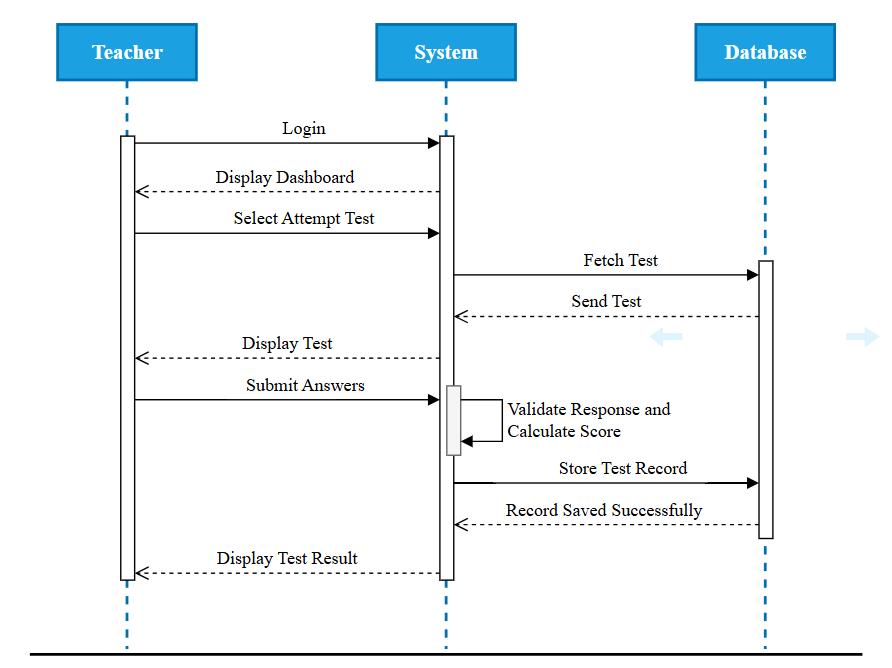 Teacher
System
Database
Login
Display Dashboard
Select Attempt Test
Fetch Test
Send Test
Display Test
Submit Answers
Validate Response and
Calculate Score
Store Test Record
Record Saved Successfully
Display Test Result